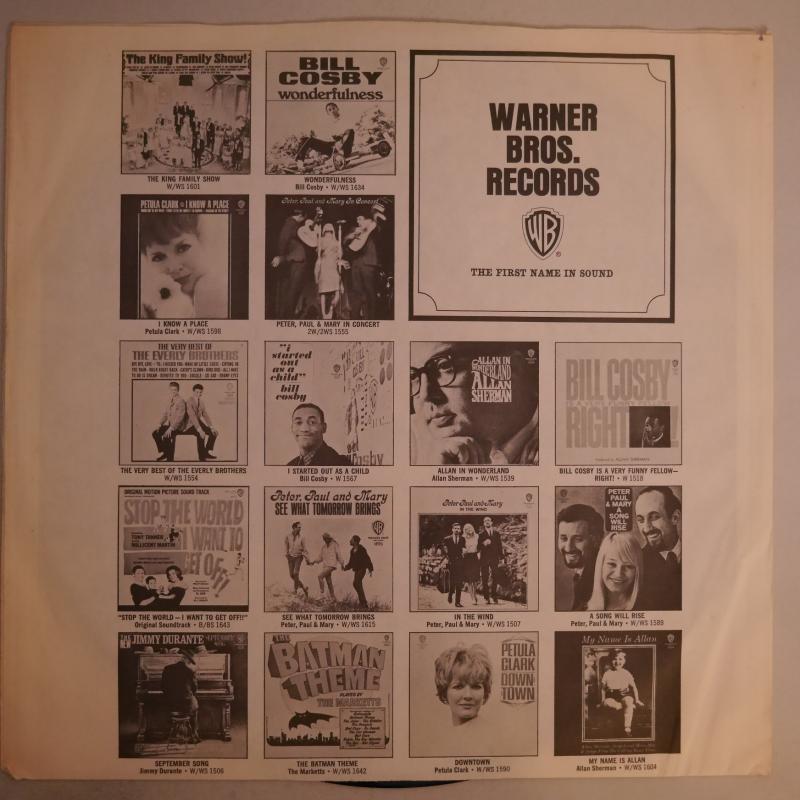 The King Family Show!
THE KING FAMILY SHOW
W/WS 1601
BILL
COSBY
wonderfulness
WONDERFULNESS
Bill Cosby • W/WS 1634
WARNER
BROS.
RECORDS
WB
®
THE FIRST NAME IN SOUND
PETULA CLARK • I KNOW A PLACE
I KNOW A PLACE
Petula Clark • W/WS 1598
Peter, Paul and Mary In Concert
PETER, PAUL & MARY IN CONCERT
2W/2WS 1555
THE VERY BEST OF
THE EVERLY BROTHERS
THE VERY BEST OF THE EVERLY BROTHERS
W/WS 1554
"i
started
out
as a
child"
bill
cosby
I STARTED OUT AS A CHILD
Bill Cosby • W 1567
ALLAN IN
WONDERLAND
ALLAN
SHERMAN
ALLAN IN WONDERLAND
Allan Sherman • W/WS 1539
BILL COSBY
IS A VERY FUNNY FELLOW
RIGHT!
BILL COSBY IS A VERY FUNNY FELLOW—
RIGHT! • W 1518
ORIGINAL MOTION PICTURE SOUND TRACK
STOP THE WORLD
I WANT TO
GET OFF!
TONY TANNER
MILLICENT MARTIN
"STOP THE WORLD—I WANT TO GET OFF!"
Original Soundtrack • B/BS 1643
Peter, Paul and Mary
SEE WHAT TOMORROW BRINGS
SEE WHAT TOMORROW BRINGS
Peter, Paul & Mary • W/WS 1615
Peter Paul and Mary
IN THE WIND
IN THE WIND
Peter, Paul & Mary • W/WS 1507
PETER
PAUL
& MARY
A
SONG
WILL
RISE
A SONG WILL RISE
Peter, Paul & Mary • W/WS 1589
JIMMY DURANTE
SEPTEMBER SONG
Jimmy Durante • W/WS 1506
THE
BATMAN
THEME
PLAYED BY
THE MARKETTS
THE BATMAN THEME
The Marketts • W/WS 1642
PETULA
CLARK
DOWN
TOWN
DOWNTOWN
Petula Clark • W/WS 1590
My Name Is Allan
MY NAME IS ALLAN
Allan Sherman • W/WS 1604